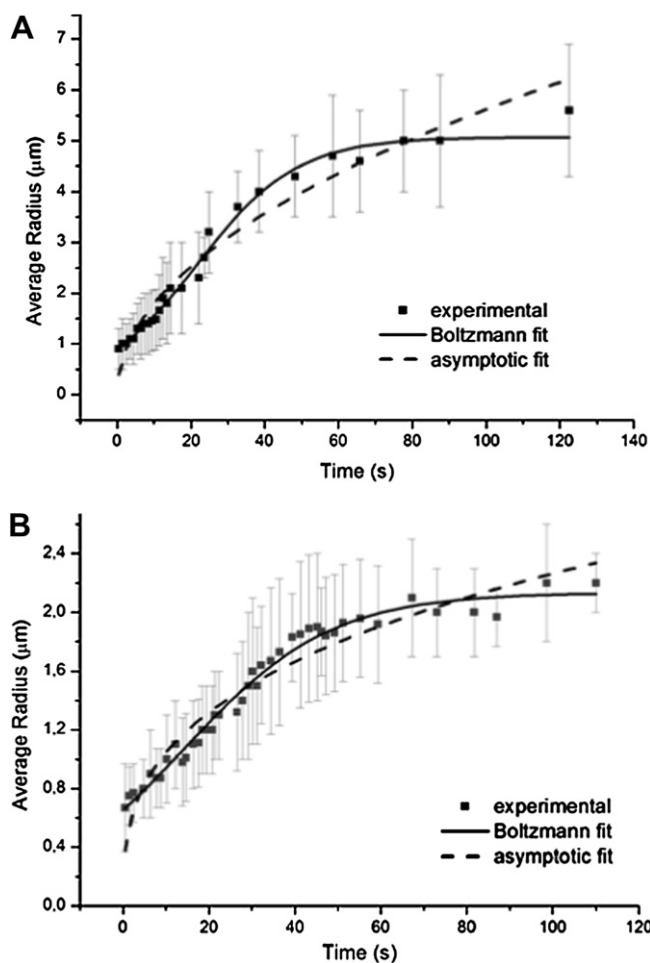 A
Average Radius (μm)
7
6
5
4
3
2
1
0
experimental
Boltzmann fit
asymptotic fit
0 20 40 60 80 100 120 140
Time (s)
B
Average Radius (μm)
2,4
2,0
1,6
1,2
0,8
0,4
0,0
experimental
Boltzmann fit
asymptotic fit
0 20 40 60 80 100 120
Time (s)